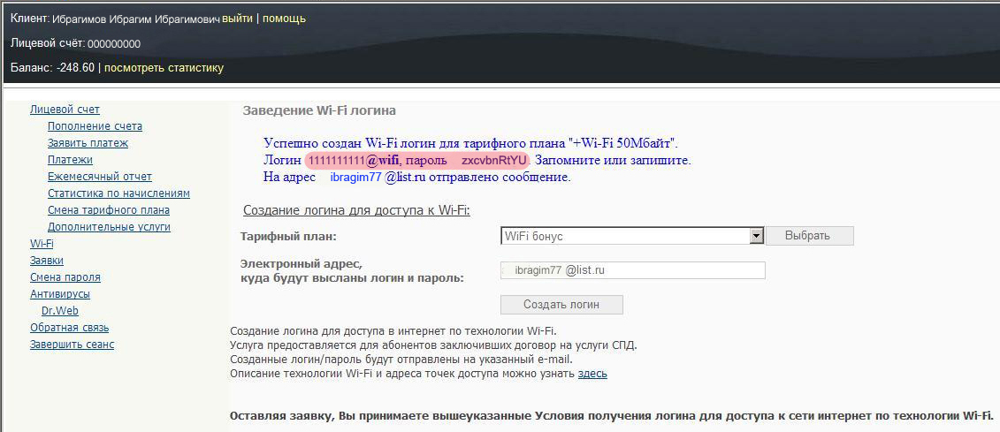 Клиент: Ибрагимов Ибрагим Ибрагимович выйти | помощь
Лицевой счёт: 000000000
Баланс: -248.60 | посмотреть статистику
Лицевой счет
Пополнение счета
Заявить платеж
Платежи
Ежемесячный отчет
Статистика по начислениям
Смена тарифного плана
Дополнительные услуги
Wi-Fi
Заявки
Смена пароля
Антивирусы
Dr.Web
Обратная связь
Завершить сеанс
Заведение Wi-Fi логина
Успешно создан Wi-Fi логин для тарифного плана "+Wi-Fi 50Мбайт".
Логин 1111111111@wifi, пароль zxcvbnRtYU. Запомните или запишите.
На адрес ibragim77 @list.ru отправлено сообщение.
Создание логина для доступа к Wi-Fi:
Тарифный план: WiFi бонус Выбрать
Электронный адрес,
куда будут высланы логин и пароль: ibragim77 @list.ru
Создать логин
Создание логина для доступа в интернет по технологии Wi-Fi.
Услуга предоставляется для абонентов заключивших договор на услуги СПД.
Созданные логин/пароль будут отправлены на указанный e-mail.
Описание технологии Wi-Fi и адреса точек доступа можно узнать здесь
Оставляя заявку, Вы принимаете вышеуказанные Условия получения логина для доступа к сети интернет по технологии Wi-Fi.